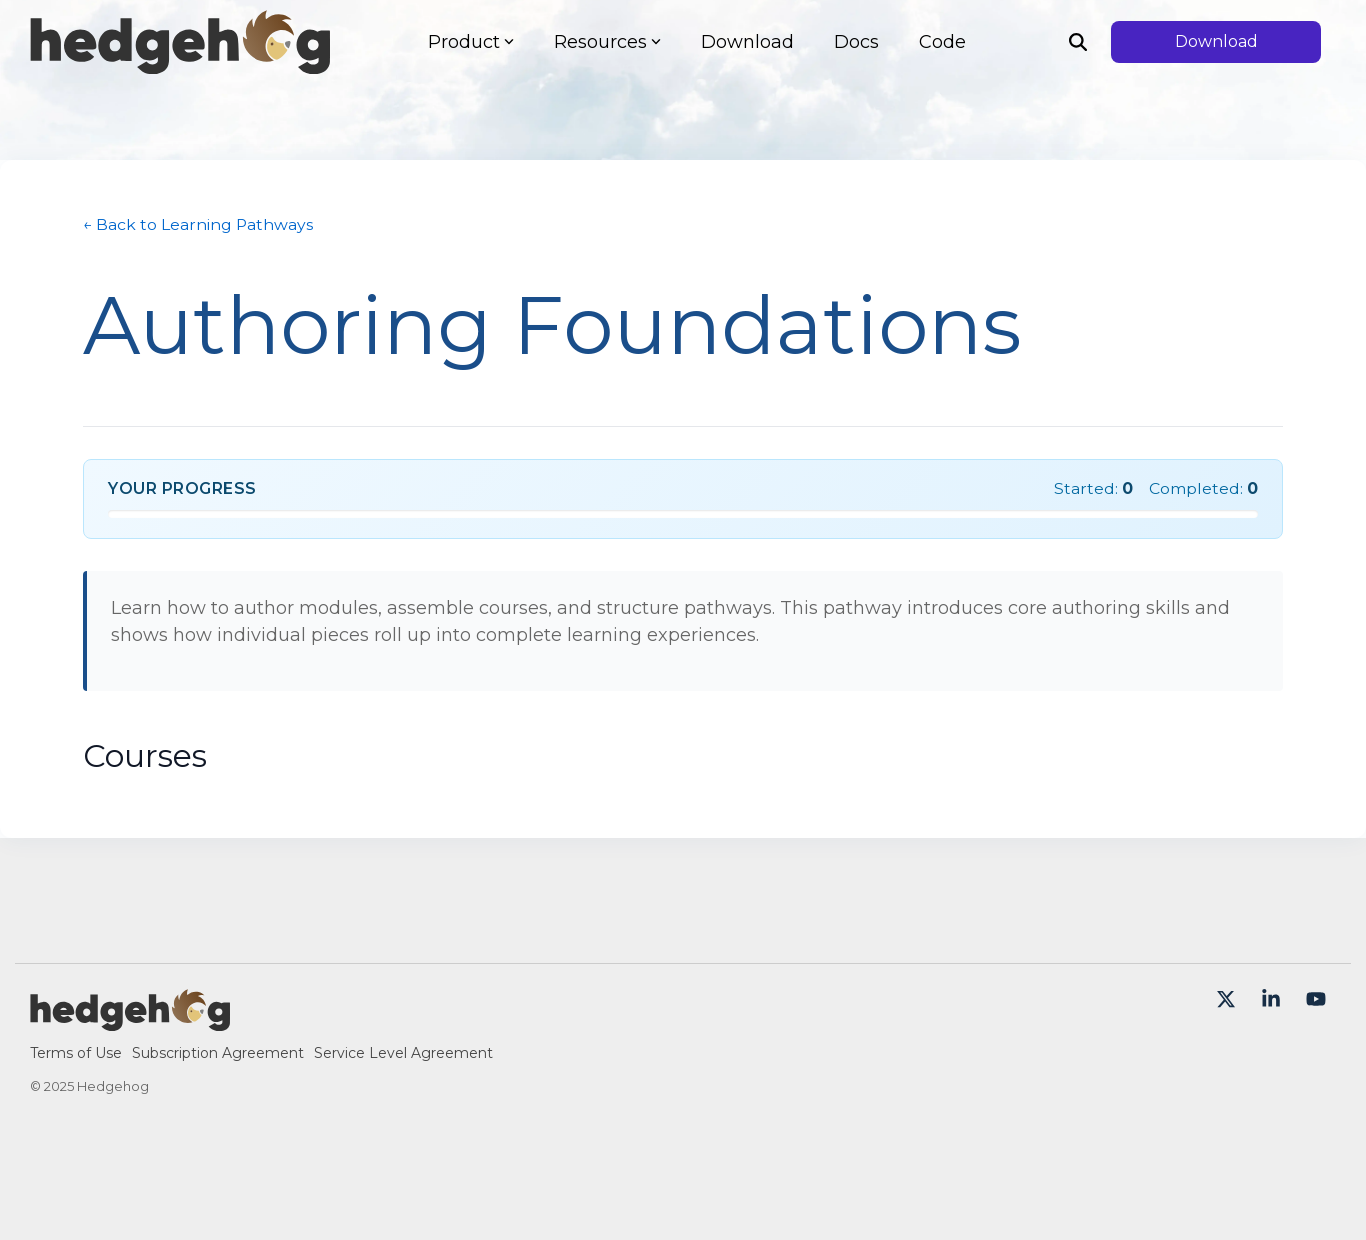 hedgehog
Product
Resources
Download
Docs
Code
Download
← Back to Learning Pathways
Authoring Foundations
YOUR PROGRESS
Started: 0 Completed: 0
Learn how to author modules, assemble courses, and structure pathways. This pathway introduces core authoring skills and
shows how individual pieces roll up into complete learning experiences.
Courses
hedgehog
Terms of Use Subscription Agreement Service Level Agreement
© 2025 Hedgehog